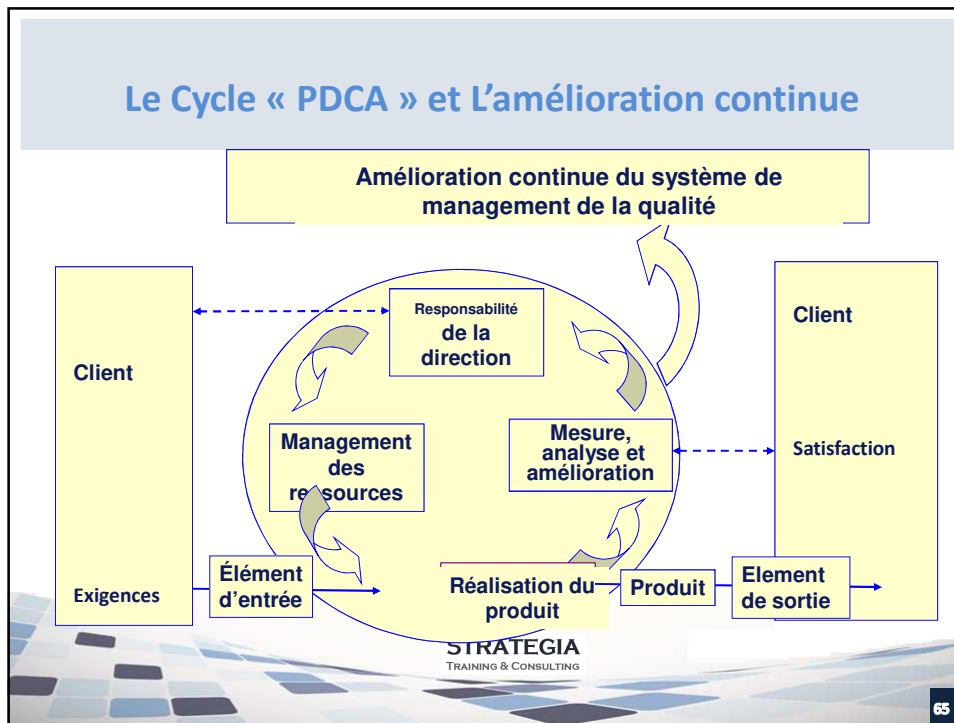 Le Cycle « PDCA » et L'amélioration continue
Amélioration continue du système de
management de la qualité
Responsabilité
de la
direction
Client
Client
Management
des
ressources
Mesure,
analyse et
amélioration
Satisfaction
Exigences
Élément
d'entrée
Réalisation du
produit
Produit
Element
de sortie
STRATEGIA
TRAINING & CONSULTING
65